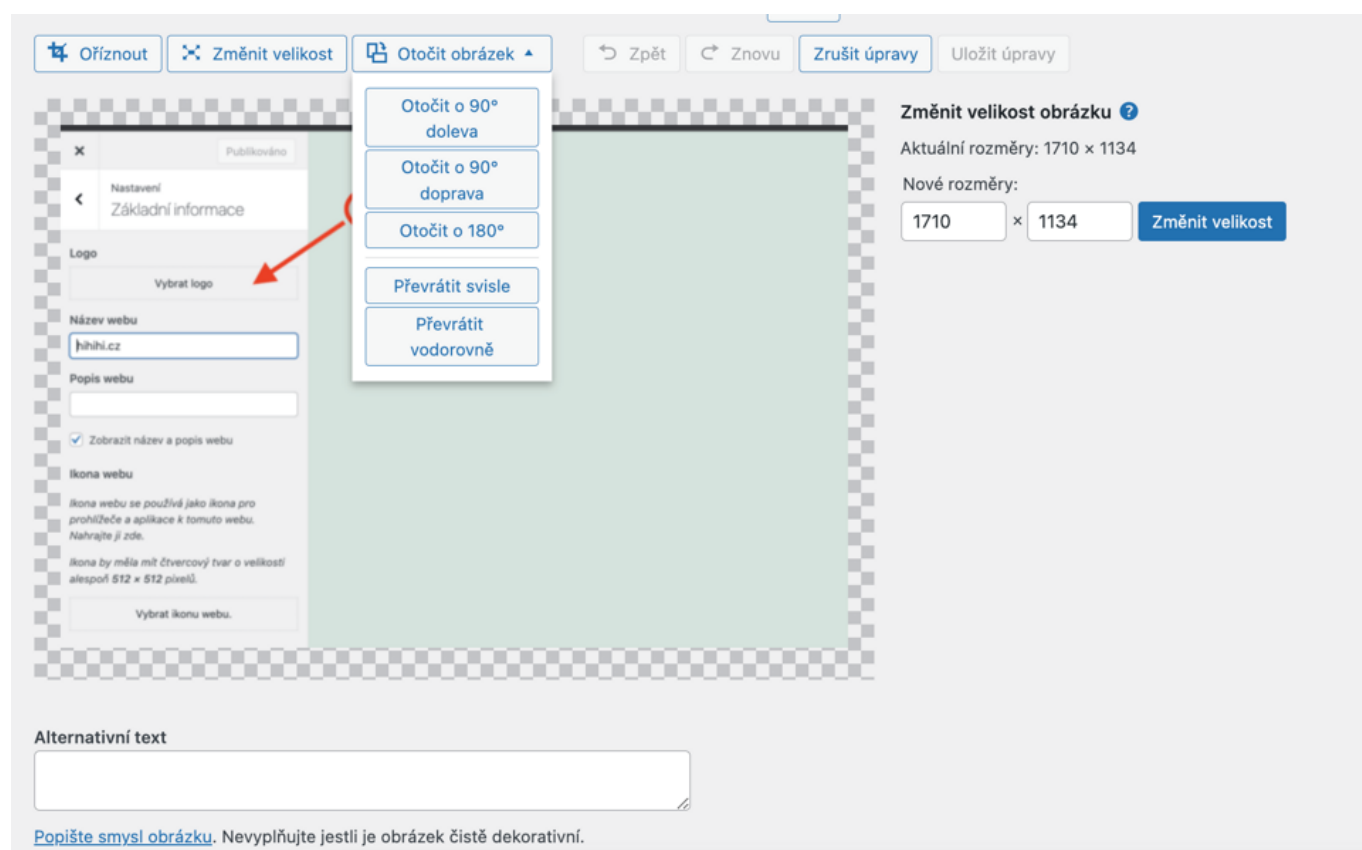 Oříznout
Změnit velikost
Otočit obrázek
Zpět
Znovu
Zrušit úpravy
Uložit úpravy
Otočit o 90°
doleva
Otočit o 90°
doprava
Otočit o 180°
Převrátit svisle
Převrátit
vodorovně
Publikováno
Nastavení
Základní informace
Logo
Vybrat logo
Název webu
hihihi.cz
Popis webu
Zobrazit název a popis webu
Ikona webu
Ikona webu se používá jako ikona pro
prohlížeče a aplikace k tomuto webu.
Nahrajte ji zde.
Ikona by měla mít čtvercový tvar o velikosti
alespoň 512 × 512 pixelů.
Vybrat ikonu webu.
Změnit velikost obrázku ?
Aktuální rozměry: 1710 × 1134
Nové rozměry:
1710 × 1134 Změnit velikost
Alternativní text
Popište smysl obrázku. Nevyplňujte jestli je obrázek čistě dekorativní.